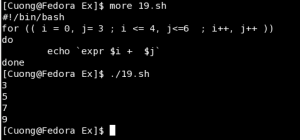 [Cuong@Fedora Ex]$ more 19.sh
#!/bin/bash
for (( i = 0, j= 3 ; i <= 4, j<=6  ; i++, j++ ))
do
        echo `expr $i +  $j`
done
[Cuong@Fedora Ex]$ ./19.sh
3
5
7
9
[Cuong@Fedora Ex]$